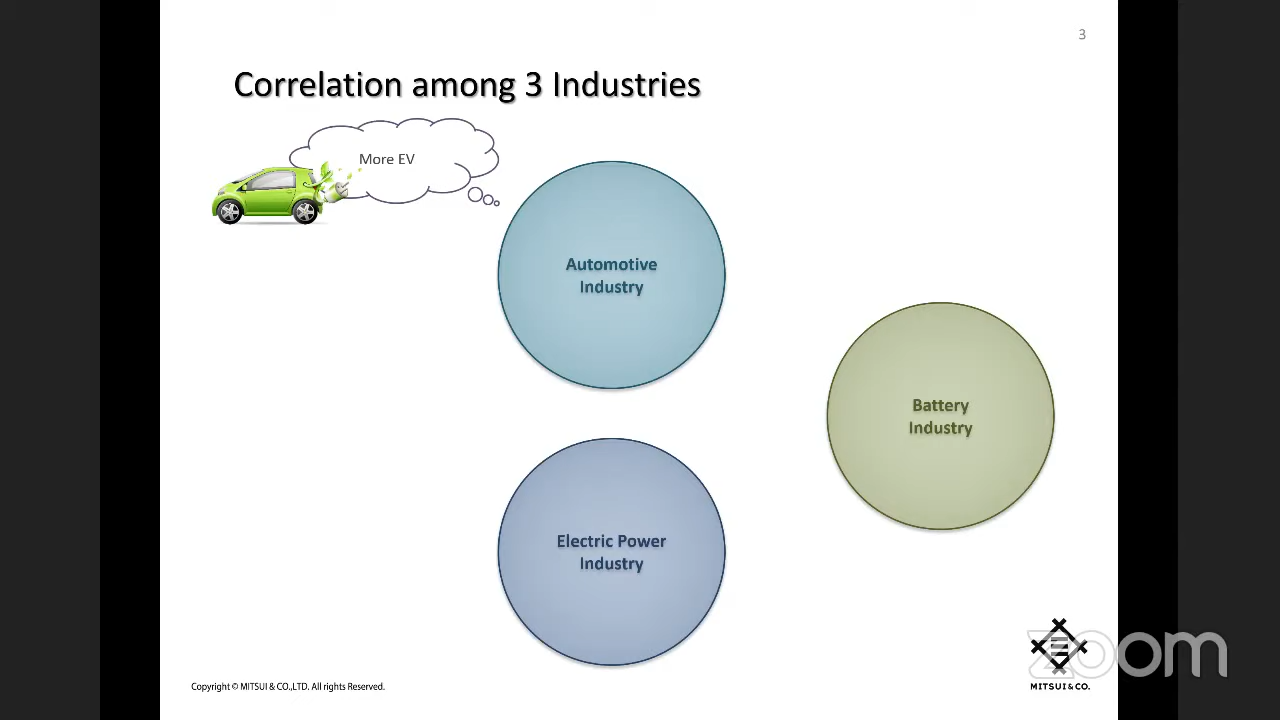 3
Correlation among 3 Industries
More EV
Automotive
Industry
Battery
Industry
Electric Power
Industry
Copyright © MITSUI & CO.,LTD. All rights Reserved.
MITSUI & CO.
zoom